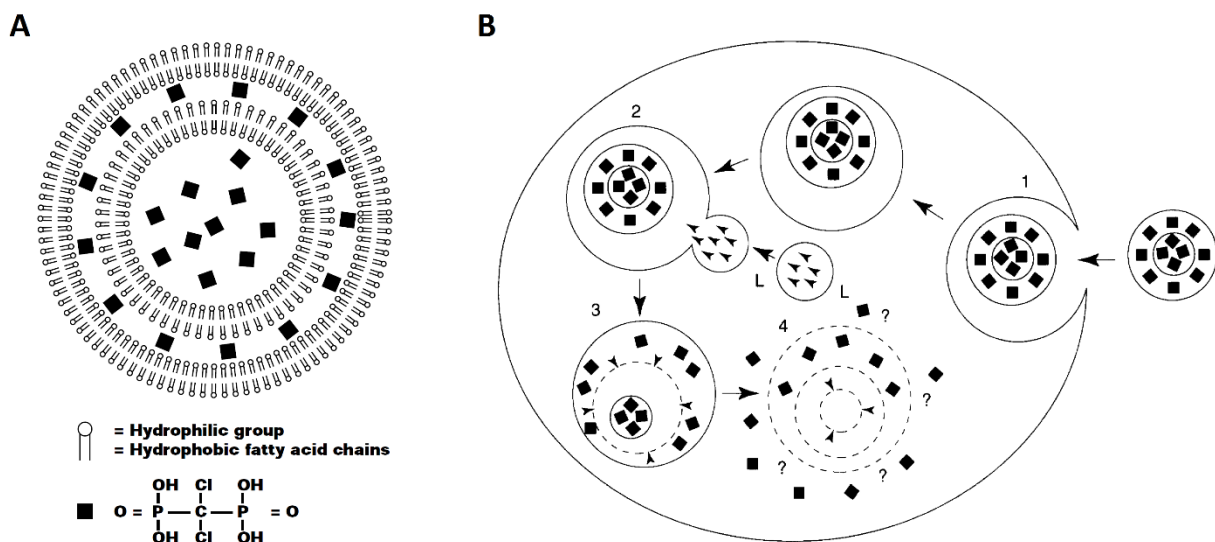 A
= Hydrophilic group
= Hydrophobic fatty acid chains
OH Cl OH
O = P — C — P = O
OH Cl OH
B
1
2
L
L
3
4
?
?
?
?